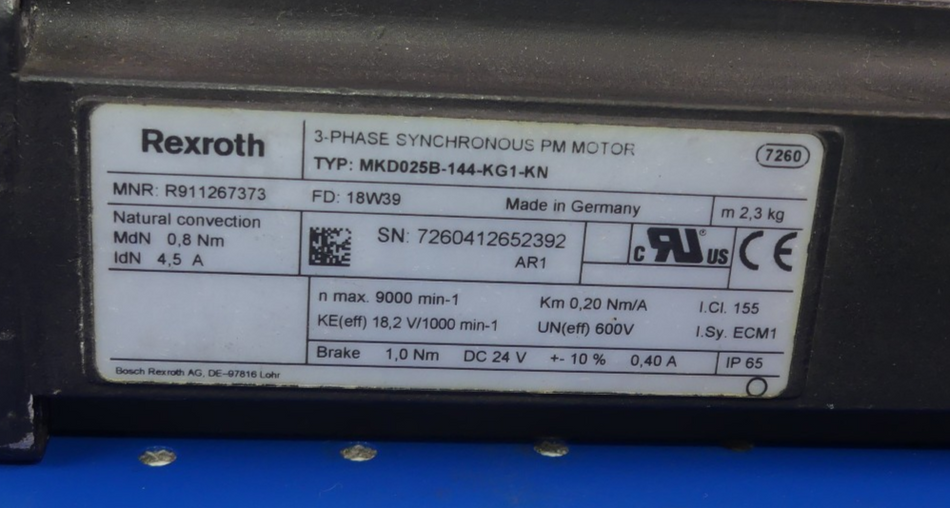 Rexroth
3-PHASE SYNCHRONOUS PM MOTOR
7260
TYP: MKD025B-144-KG1-KN
MNR: R911267373
FD: 18W39
Made in Germany
m 2,3 kg
Natural convection
MdN 0,8 Nm
IdN 4,5 A
SN: 7260412652392
AR1
c RU® US
CE
n max. 9000 min-1
Km 0,20 Nm/A
I.Cl. 155
KE(eff) 18,2 V/1000 min-1
UN(eff) 600V
I.Sy. ECM1
Brake 1,0 Nm DC 24 V +- 10 % 0,40 A
IP 65
Bosch Rexroth AG, DE-97816 Lohr